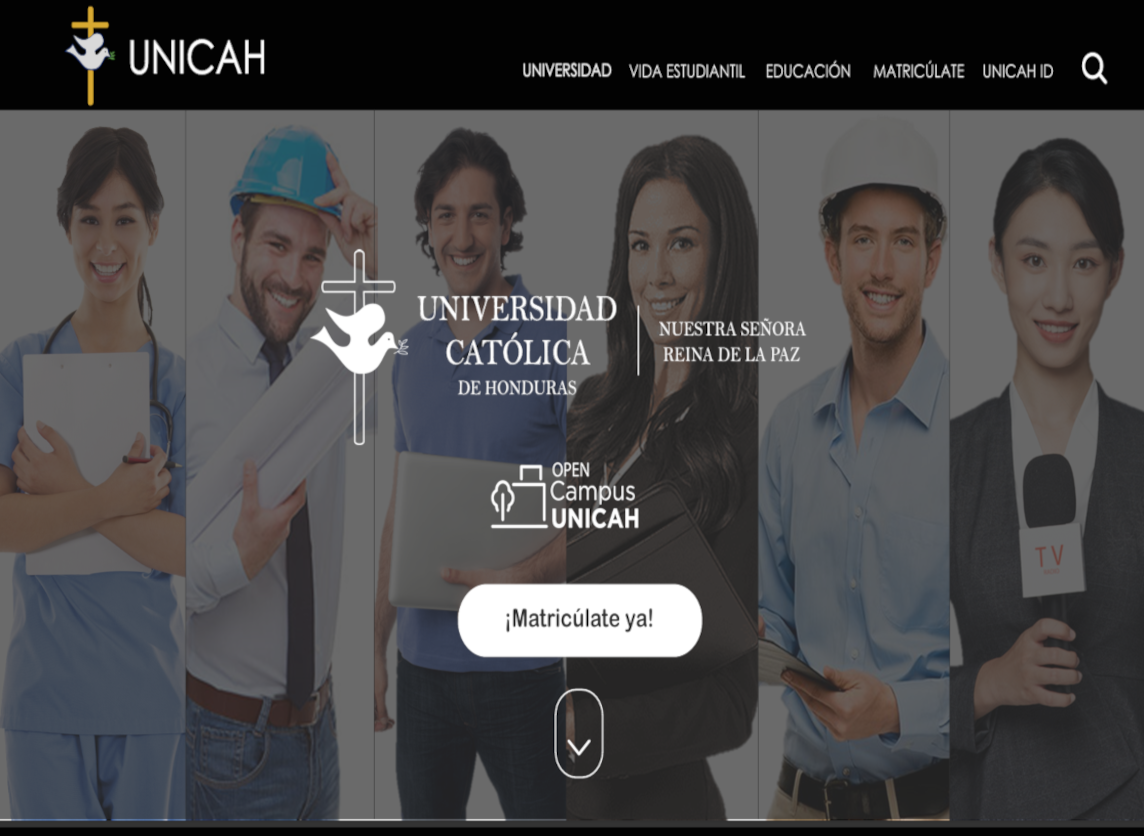 UNICAH
UNIVERSIDAD VIDA ESTUDIANTIL EDUCACIÓN MATRICÚLATE UNICAH ID
UNIVERSIDAD
CATÓLICA
DE HONDURAS
NUESTRA SEÑORA
REINA DE LA PAZ
OPEN
Campus
UNICAH
¡Matricúlate ya!
TV